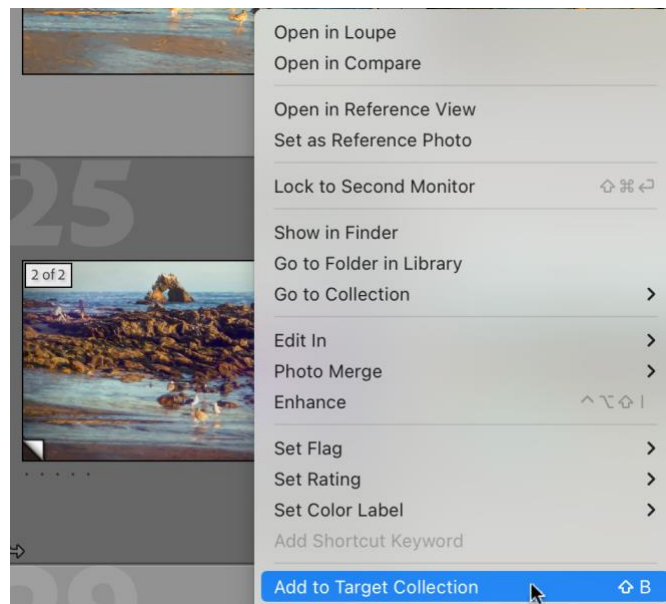 Open in Loupe
Open in Compare
Open in Reference View
Set as Reference Photo
Lock to Second Monitor ⇧⌘↩
25
Show in Finder
Go to Folder in Library
2 of 2
Go to Collection
Edit In
Photo Merge
Enhance ^⌥⇧I
Set Flag
Set Rating
Set Color Label
Add Shortcut Keyword
Add to Target Collection ⇧B